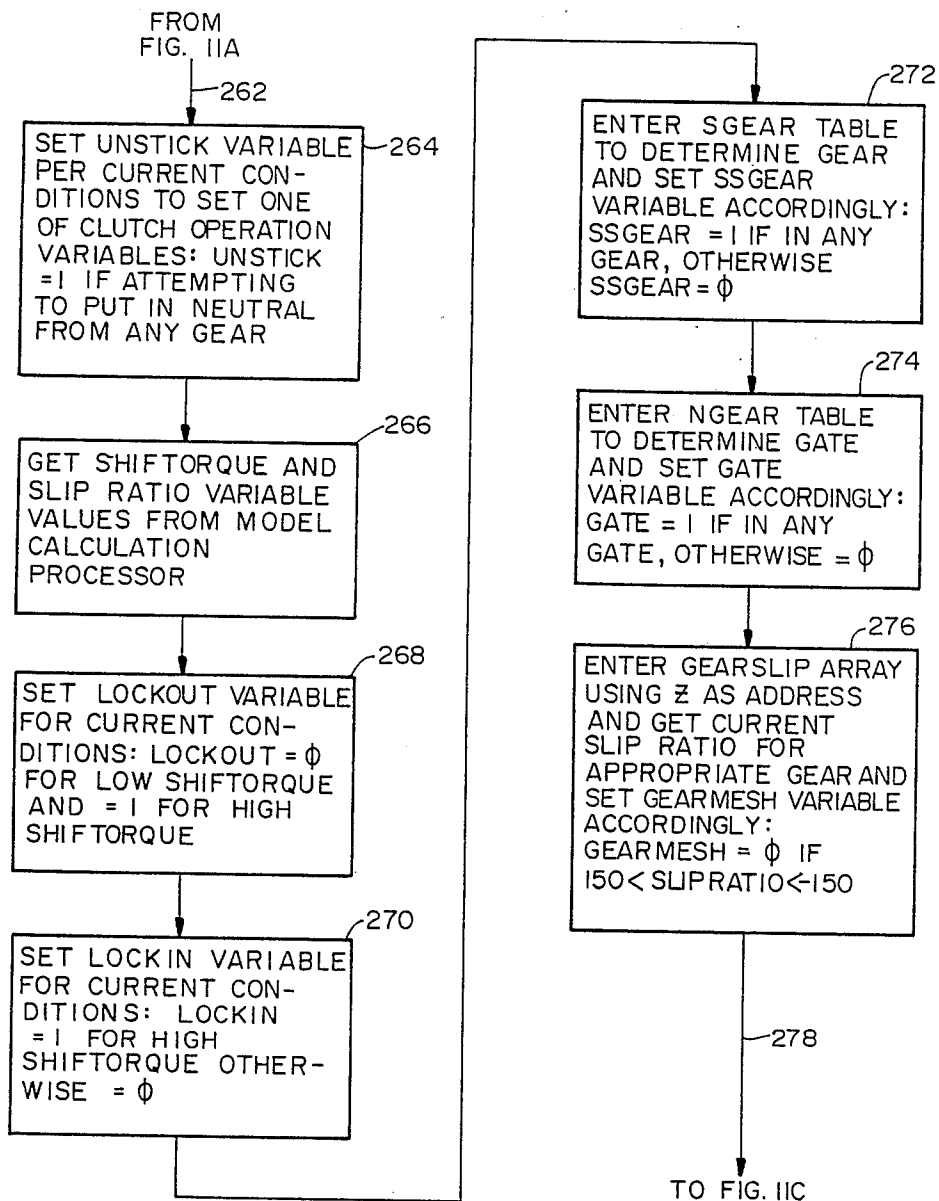 FROM
FIG. 11A
262
264
SET UNSTICK VARIABLE
PER CURRENT CON-
DITIONS TO SET ONE
OF CLUTCH OPERATION
VARIABLES: UNSTICK
=1 IF ATTEMPTING
TO PUT IN NEUTRAL
FROM ANY GEAR
266
GET SHIFTORQUE AND
SLIP RATIO VARIABLE
VALUES FROM MODEL
CALCULATION
PROCESSOR
268
SET LOCKOUT VARIABLE
FOR CURRENT CON-
DITIONS: LOCKOUT = ϕ
FOR LOW SHIFTORQUE
AND = 1 FOR HIGH
SHIFTORQUE
270
SET LOCKIN VARIABLE
FOR CURRENT CON-
DITIONS: LOCKIN
= 1 FOR HIGH
SHIFTORQUE OTHER-
WISE = ϕ
272
ENTER SGEAR TABLE
TO DETERMINE GEAR
AND SET SSGEAR
VARIABLE ACCORDINGLY:
SSGEAR = 1 IF IN ANY
GEAR, OTHERWISE
SSGEAR = ϕ
274
ENTER NGEAR TABLE
TO DETERMINE GATE
AND SET GATE
VARIABLE ACCORDINGLY:
GATE = 1 IF IN ANY
GATE, OTHERWISE = ϕ
276
ENTER GEARSLIP ARRAY
USING Ƶ AS ADDRESS
AND GET CURRENT
SLIP RATIO FOR
APPROPRIATE GEAR AND
SET GEARMESH VARIABLE
ACCORDINGLY:
GEARMESH = ϕ IF
150 < SLIPRATIO <-150
278
TO FIG. 11C